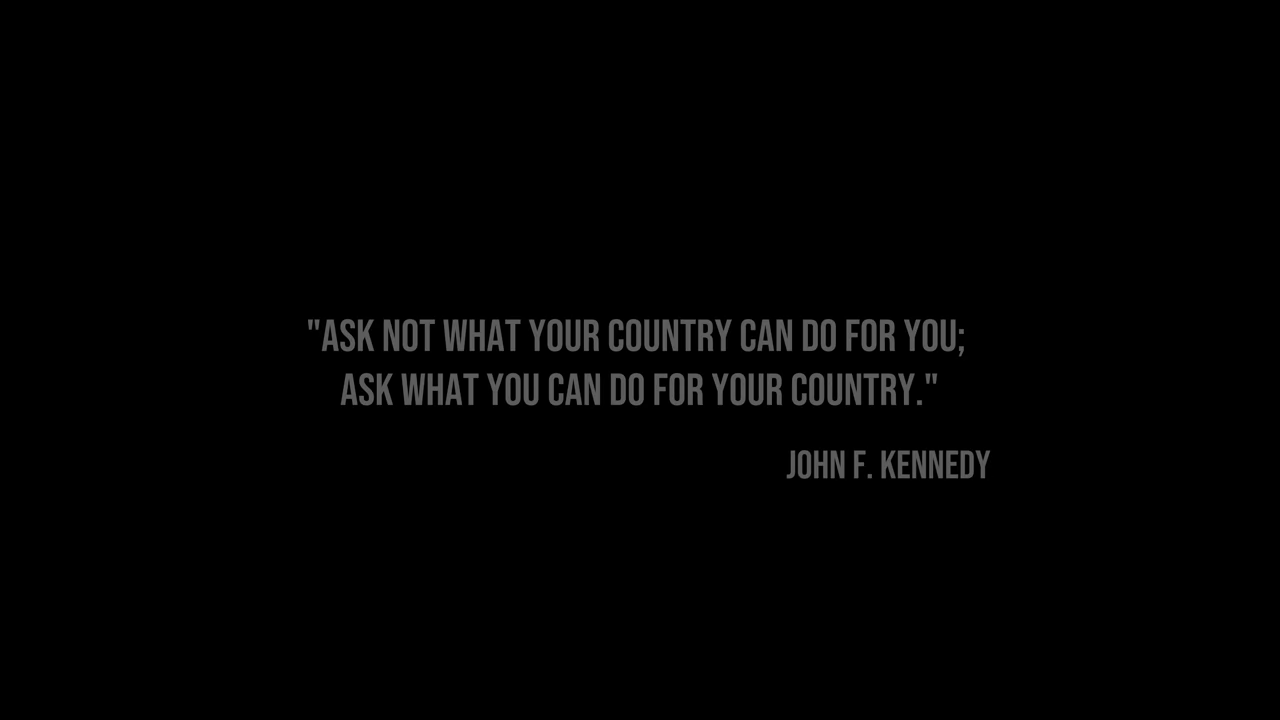 "ASK NOT WHAT YOUR COUNTRY CAN DO FOR YOU;
ASK WHAT YOU CAN DO FOR YOUR COUNTRY."
JOHN F. KENNEDY